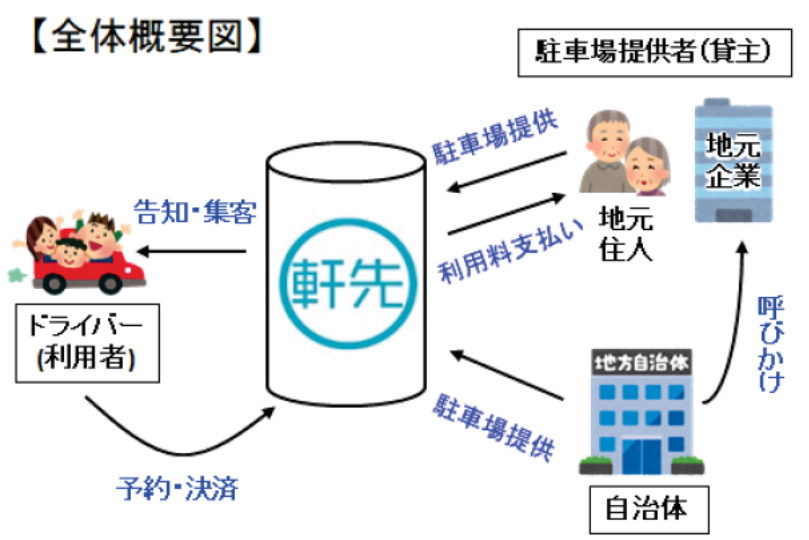 【全体概要図】
駐車場提供者(貸主)
駐車場提供
地元
企業
告知・集客
地元
住人
利用料支払い
軒先
ドライバー
(利用者)
呼びかけ
地方自治体
駐車場提供
予約・決済
自治体